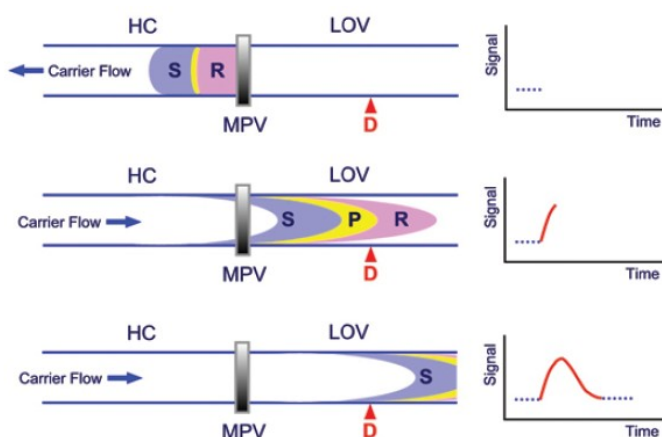 HC LOV
Signal
Carrier Flow S R
MPV D
Time
HC LOV
Signal
Carrier Flow S P R
MPV D
Time
HC LOV
Signal
Carrier Flow S
MPV D
Time